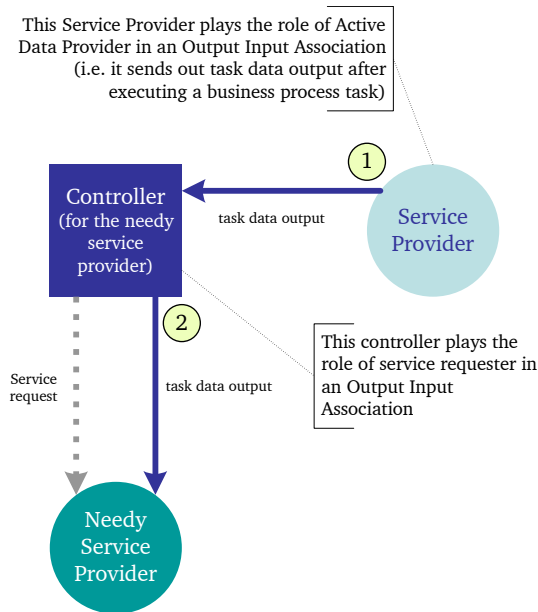 This Service Provider plays the role of Active
Data Provider in an Output Input Association
(i.e. it sends out task data output after
executing a business process task)
1
Controller
(for the needy
service
provider)
task data output
Service
Provider
2
This controller plays the
role of service requester in
an Output Input
Association
Service
request
task data output
Needy
Service
Provider